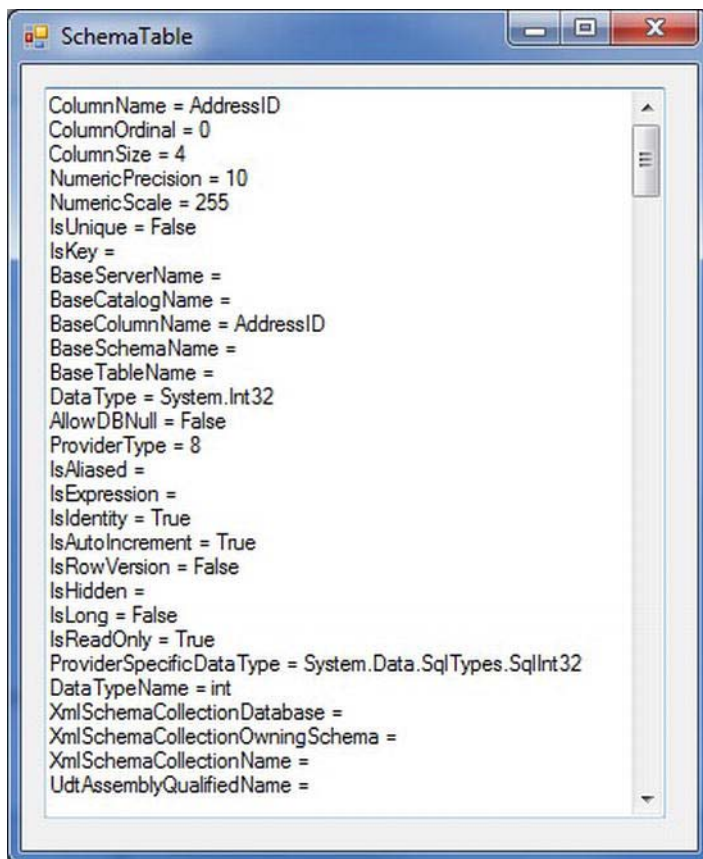 SchemaTable
ColumnName = AddressID
ColumnOrdinal = 0
ColumnSize = 4
NumericPrecision = 10
NumericScale = 255
IsUnique = False
IsKey =
BaseServerName =
BaseCatalogName =
BaseColumnName = AddressID
BaseSchemaName =
BaseTableName =
DataType = System.Int32
AllowDBNull = False
ProviderType = 8
IsAliased =
IsExpression =
IsIdentity = True
IsAutoIncrement = True
IsRowVersion = False
IsHidden =
IsLong = False
IsReadOnly = True
ProviderSpecificDataType = System.Data.SqlTypes.SqlInt32
DataTypeName = int
XmlSchemaCollectionDatabase =
XmlSchemaCollectionOwningSchema =
XmlSchemaCollectionName =
UdtAssemblyQualifiedName =